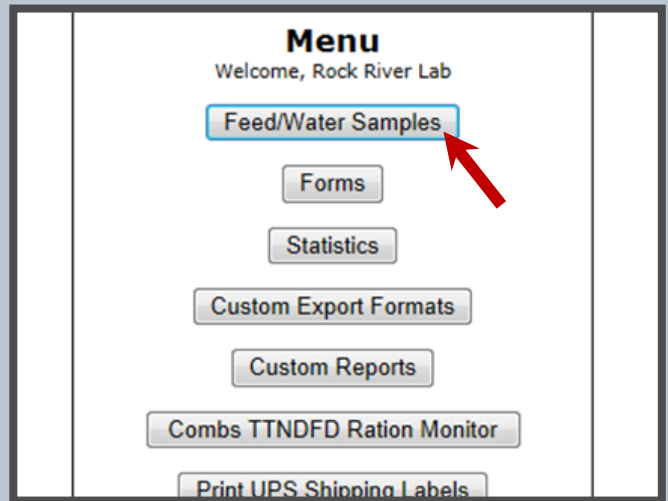 Menu
Welcome, Rock River Lab
Feed/Water Samples
Forms
Statistics
Custom Export Formats
Custom Reports
Combs TTNDFD Ration Monitor
Print UPS Shipping Labels